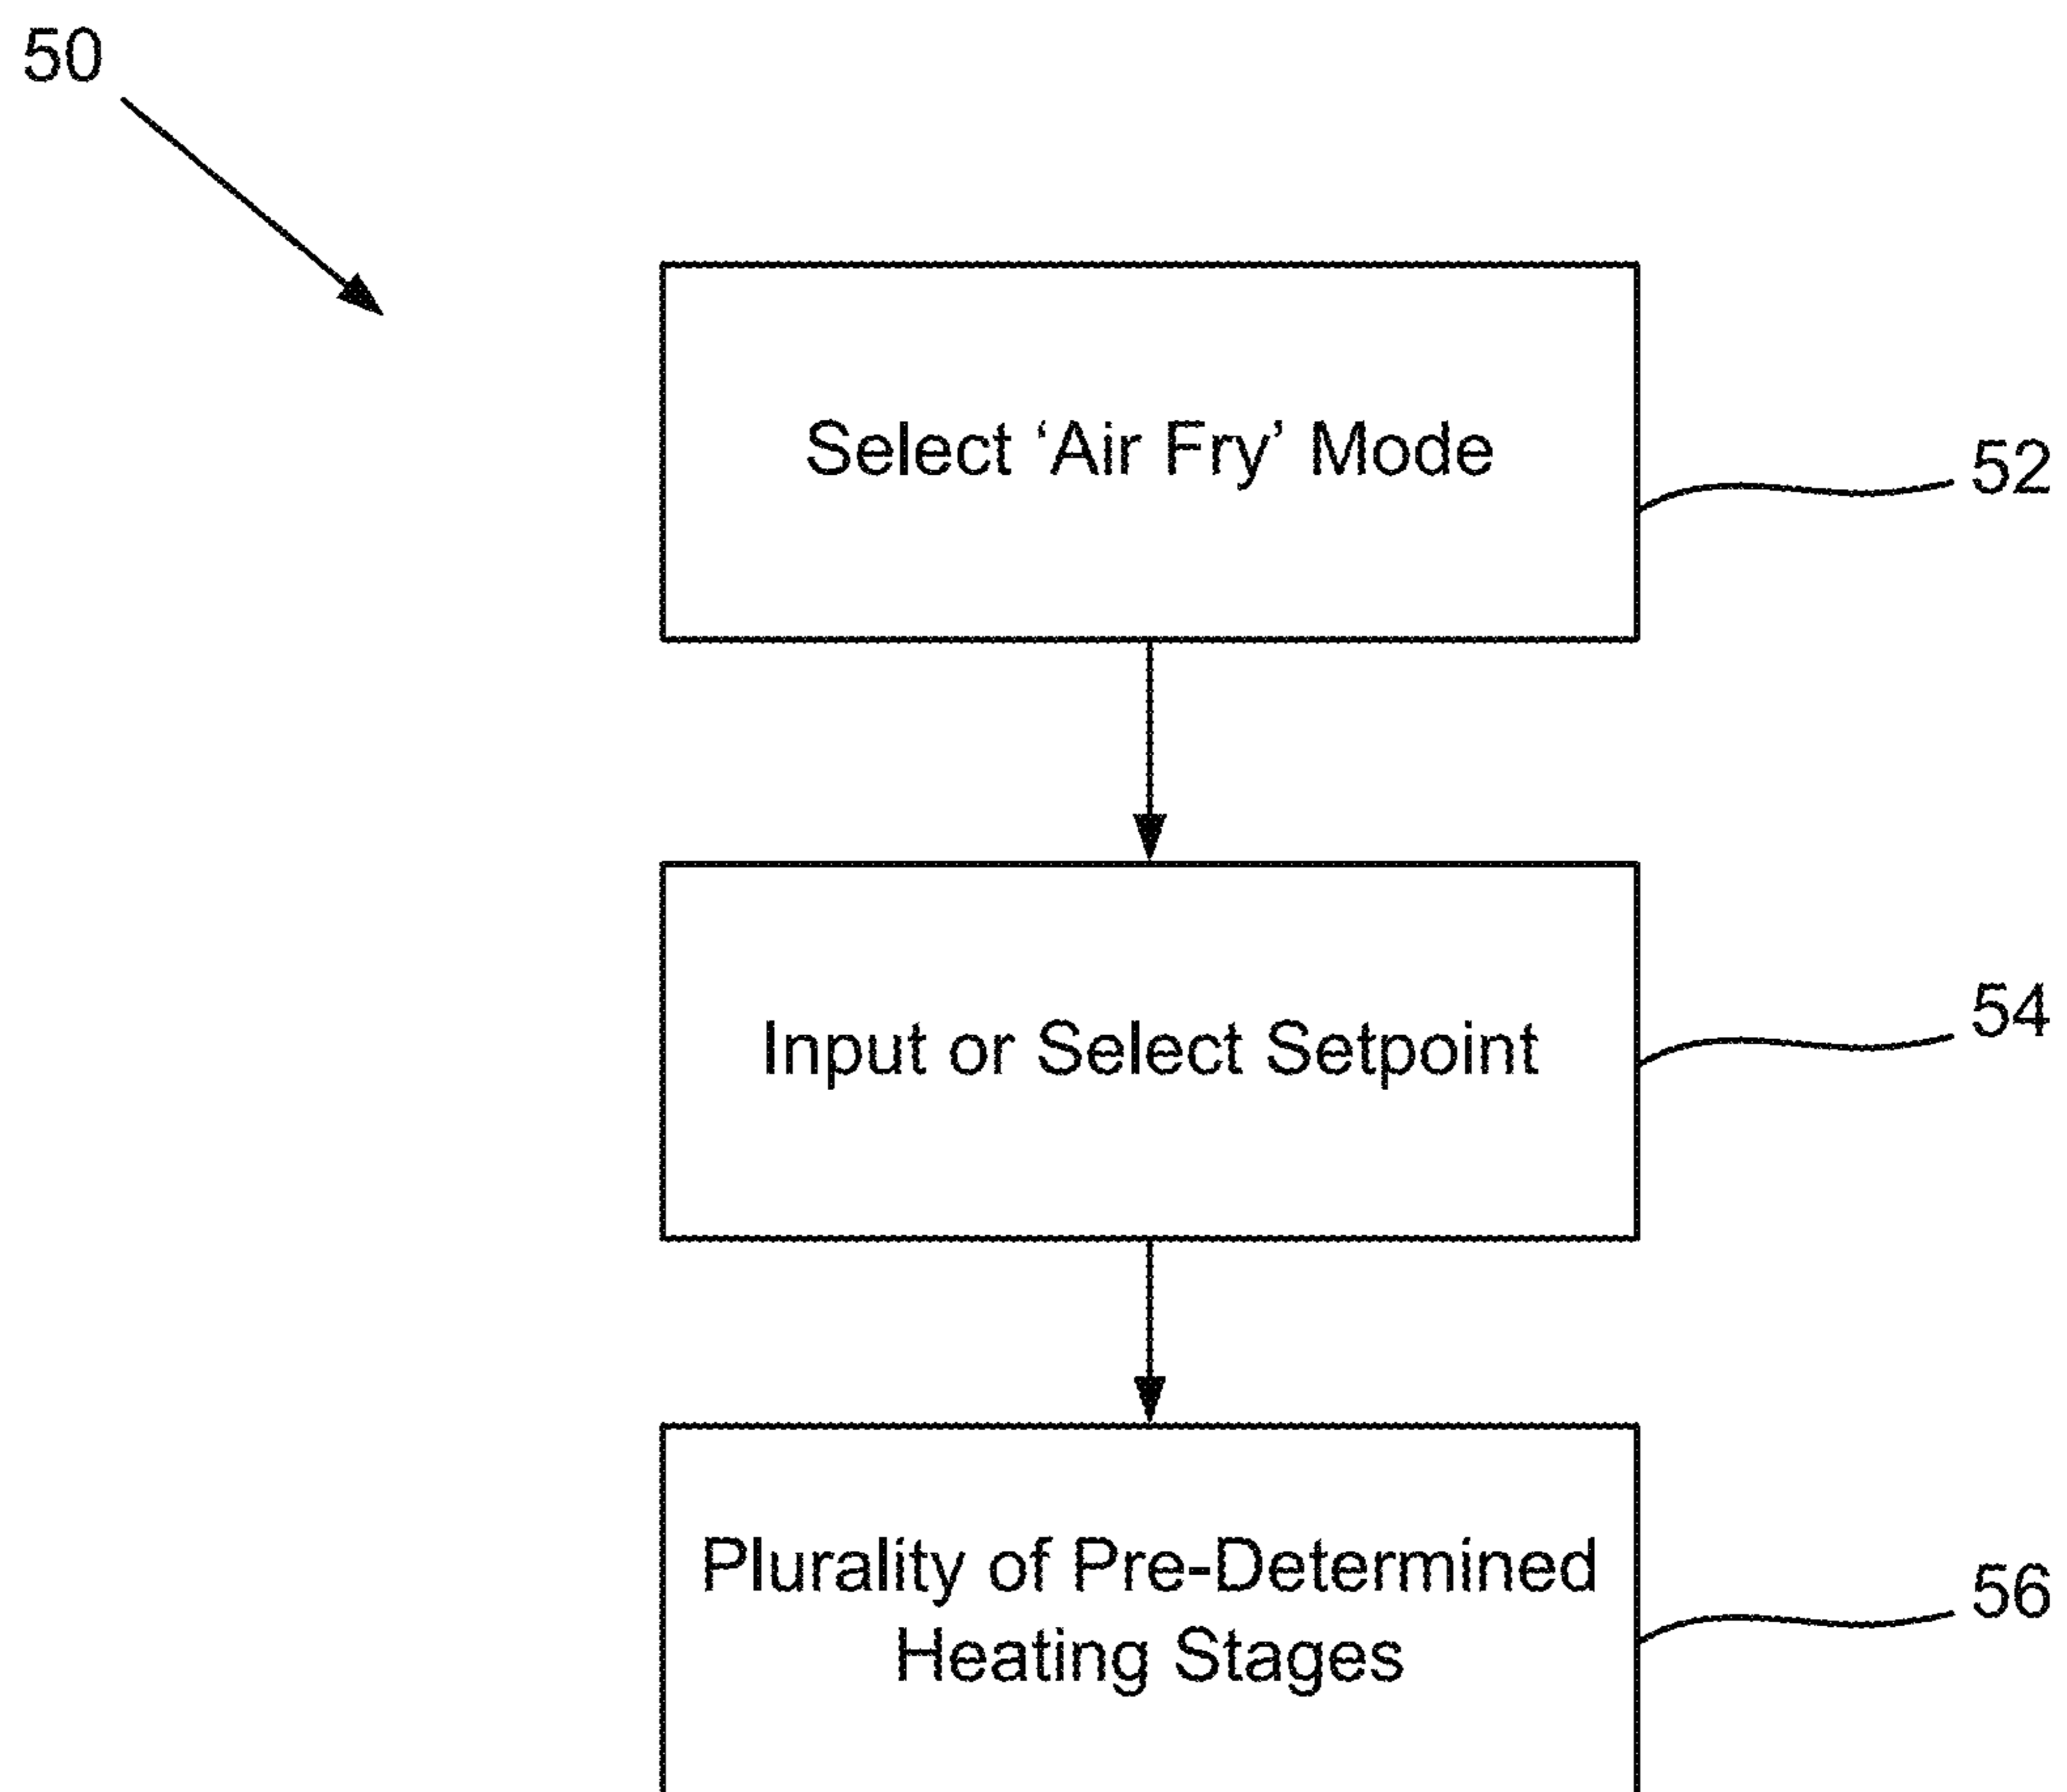 50
Select ‘Air Fry’ Mode
52
Input or Select Setpoint
54
Plurality of Pre-Determined
Heating Stages
56